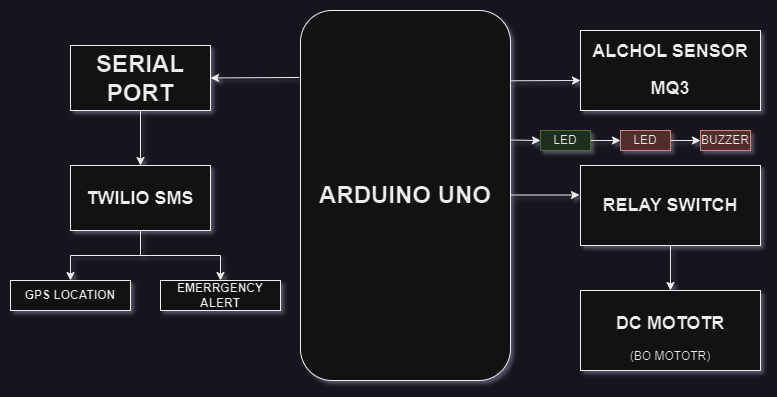 SERIAL
PORT
TWILIO SMS
GPS LOCATION
EMERRGENCY
ALERT
ARDUINO UNO
ALCHOL SENSOR
MQ3
LED
LED
BUZZER
RELAY SWITCH
DC MOTOTR
(BO MOTOTR)